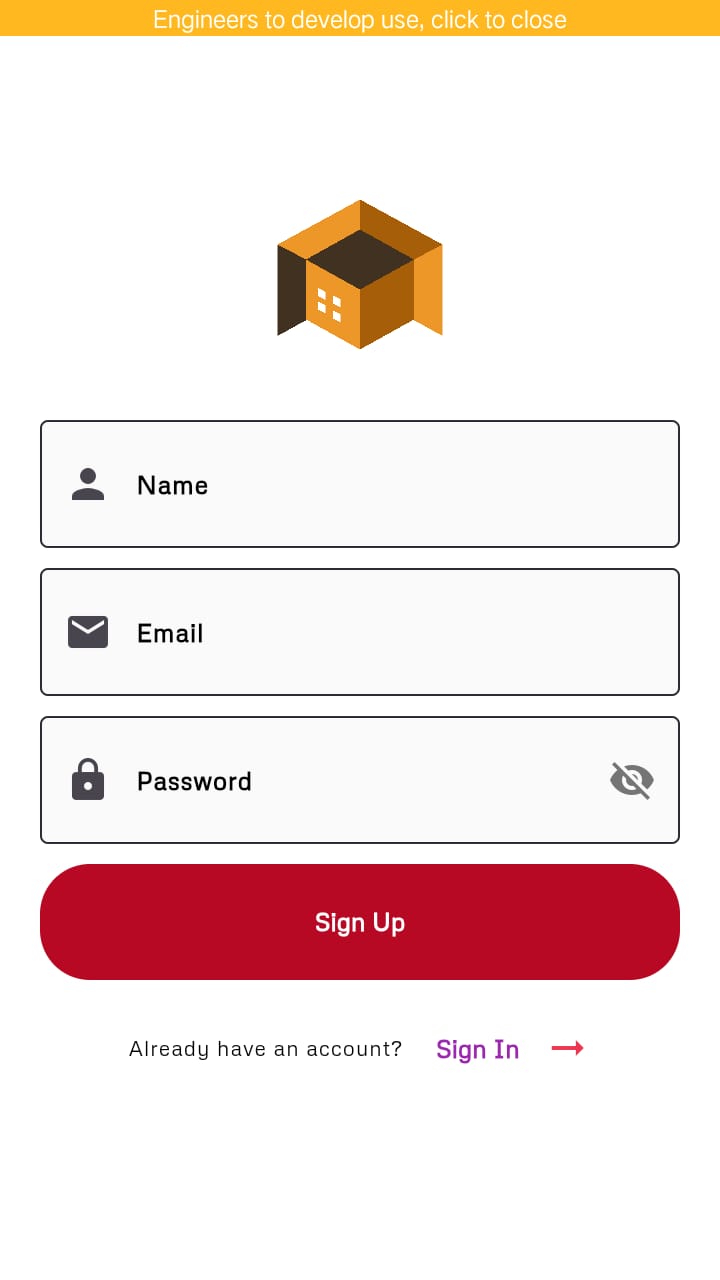 Engineers to develop use, click to close
Name
Email
Password
Sign Up
Already have an account? Sign In